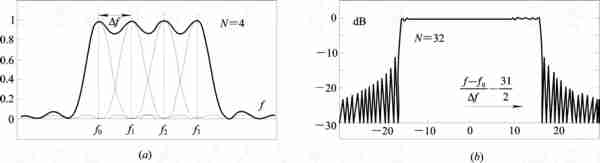 Δf
N=4
1
0.8
0.6
0.4
0.2
0
f
f₀ f₁ f₂ f₃
(a)
dB
0
N=32
−10
f−f₀
Δf
−
31
2
−20
−30
−20 −10 0 10 20
(b)